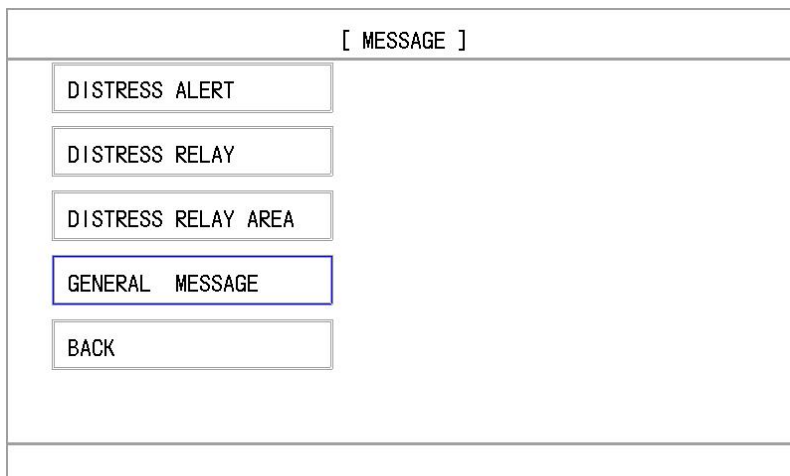 [ MESSAGE ]
DISTRESS ALERT
DISTRESS RELAY
DISTRESS RELAY AREA
GENERAL MESSAGE
BACK